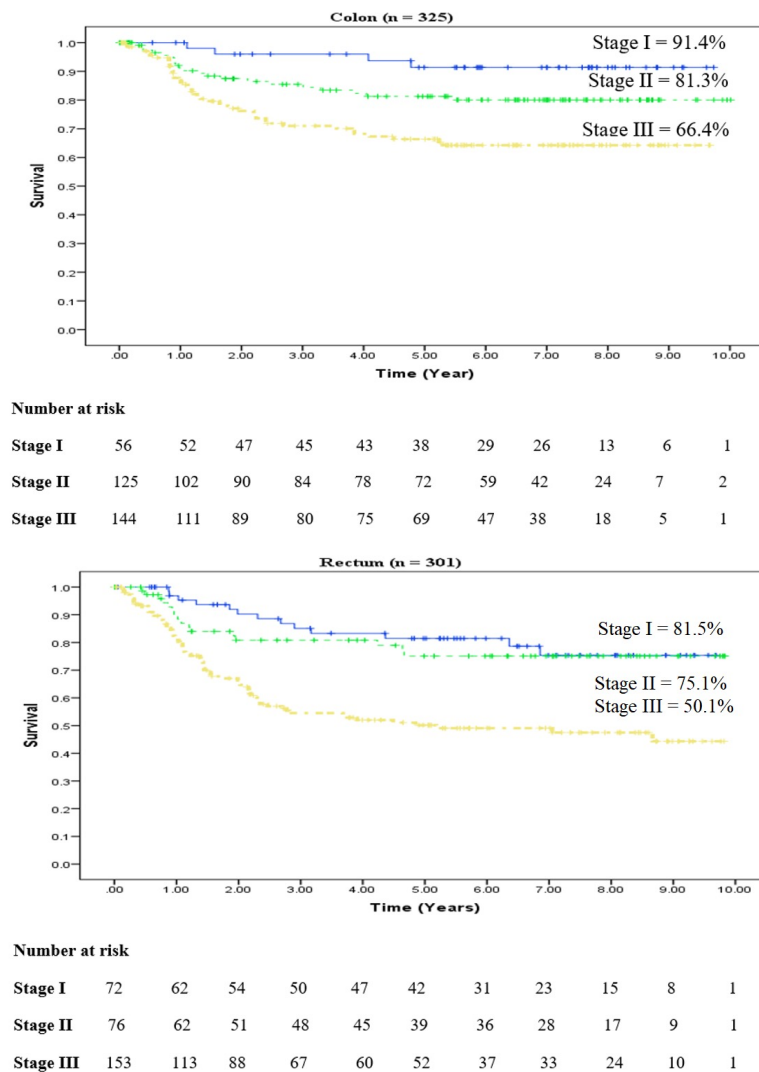 Colon (n = 325)
Stage I = 91.4%
Stage II = 81.3%
Stage III = 66.4%
Survival
1.0
0.9
0.8
0.7
0.6
0.5
0.4
0.3
0.2
0.1
0.0
.00 1.00 2.00 3.00 4.00 5.00 6.00 7.00 8.00 9.00 10.00
Time (Year)
Number at risk
Stage I 56 52 47 45 43 38 29 26 13 6 1
Stage II 125 102 90 84 78 72 59 42 24 7 2
Stage III 144 111 89 80 75 69 47 38 18 5 1
Rectum (n = 301)
Stage I = 81.5%
Stage II = 75.1%
Stage III = 50.1%
Survival
1.0
0.9
0.8
0.7
0.6
0.5
0.4
0.3
0.2
0.1
0.0
.00 1.00 2.00 3.00 4.00 5.00 6.00 7.00 8.00 9.00 10.00
Time (Years)
Number at risk
Stage I 72 62 54 50 47 42 31 23 15 8 1
Stage II 76 62 51 48 45 39 36 28 17 9 1
Stage III 153 113 88 67 60 52 37 33 24 10 1